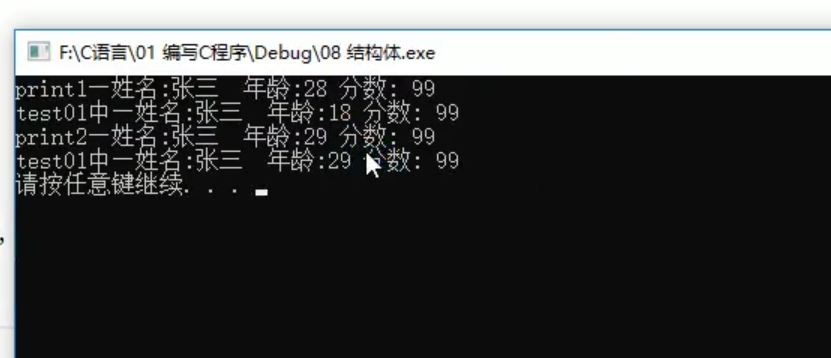 F:\C语言\01 编写C程序\Debug\08 结构体.exe
print1一姓名:张三  年龄:28 分数: 99
test01中一姓名:张三  年龄:18 分数: 99
print2一姓名:张三  年龄:29 分数: 99
test01中一姓名:张三  年龄:29 分数: 99
请按任意键继续. . .